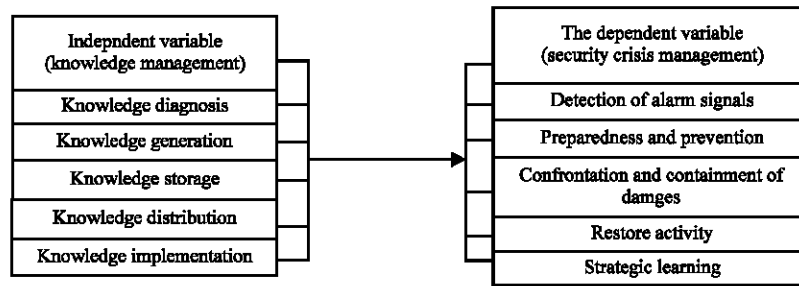 Indepndent variable
(knowledge management)
Knowledge diagnosis
Knowledge generation
Knowledge storage
Knowledge distribution
Knowledge implementation
The dependent variable
(security crisis management)
Detection of alarm signals
Preparedness and prevention
Confrontation and containment of
damges
Restore activity
Strategic learning